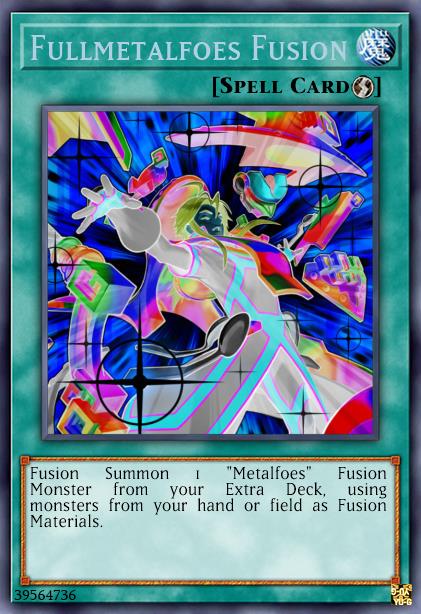 FULLMETALFOES FUSION
魔
[SPELL CARD]
Fusion Summon 1 "Metalfoes" Fusion
Monster from your Extra Deck, using
monsters from your hand or field as Fusion
Materials.
39564736